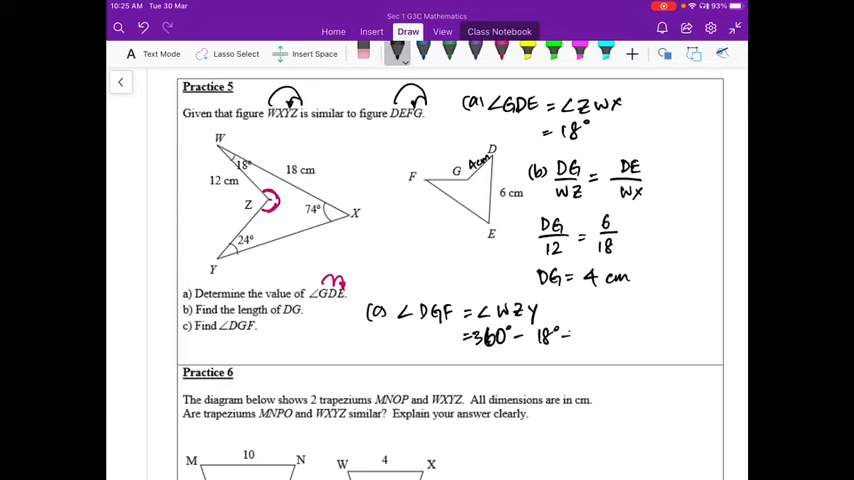 10:25 AM Tue 30 Mar
93%
Sec 1 G3C Mathematics
Home Insert Draw View Class Notebook
Text Mode Lasso Select Insert Space
Practice 5
Given that figure WXYZ is similar to figure DEFG.
W
18°
18 cm
12 cm
Z
74°
X
24°
Y
D
4cm
G
F
6 cm
E
(a) ∠GDE = ∠ZWX
= 18°
(b) DG/WZ = DE/WX
DG/12 = 6/18
DG = 4 cm
a) Determine the value of ∠GDE.
b) Find the length of DG.
c) Find ∠DGF.
(c) ∠DGF = ∠WZY
=360° - 18° -
Practice 6
The diagram below shows 2 trapeziums MNOP and WXYZ. All dimensions are in cm.
Are trapeziums MNPO and WXYZ similar? Explain your answer clearly.
M 10 N
W 4 X